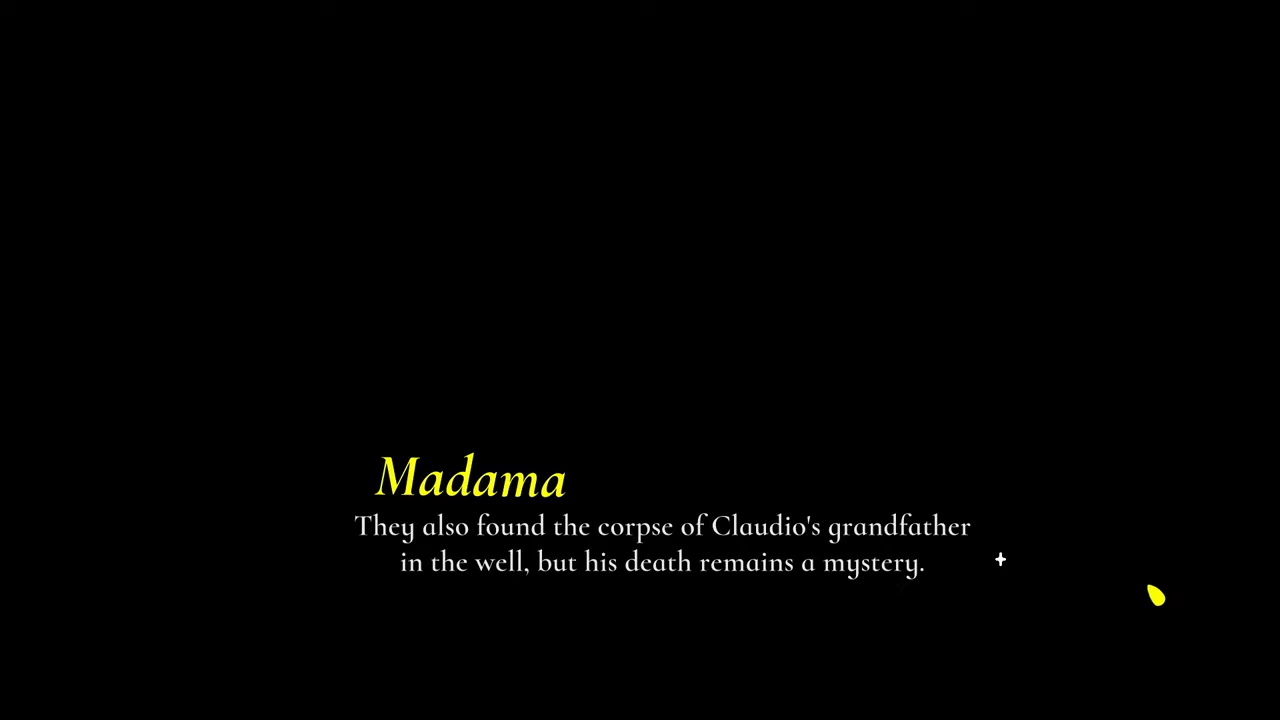 Madama
They also found the corpse of Claudio's grandfather
in the well, but his death remains a mystery.